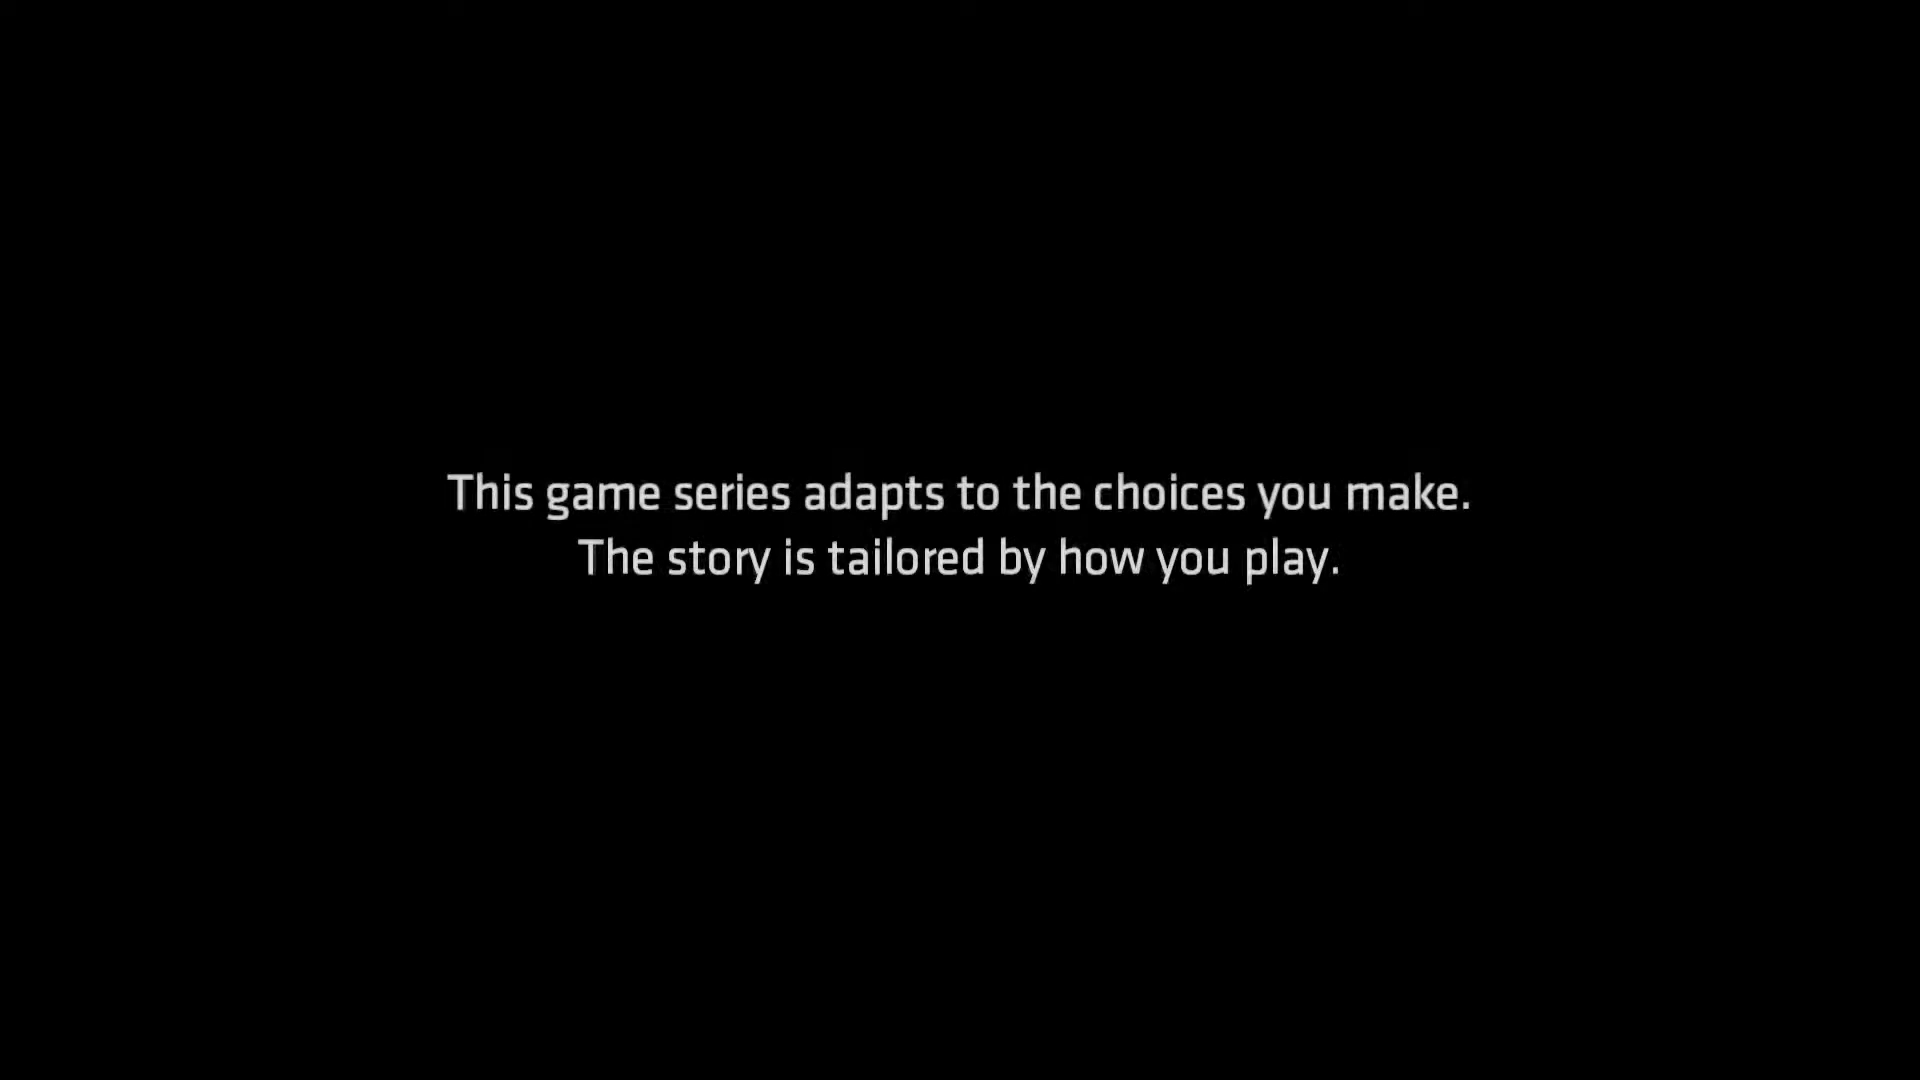 This game series adapts to the choices you make.
The story is tailored by how you play.